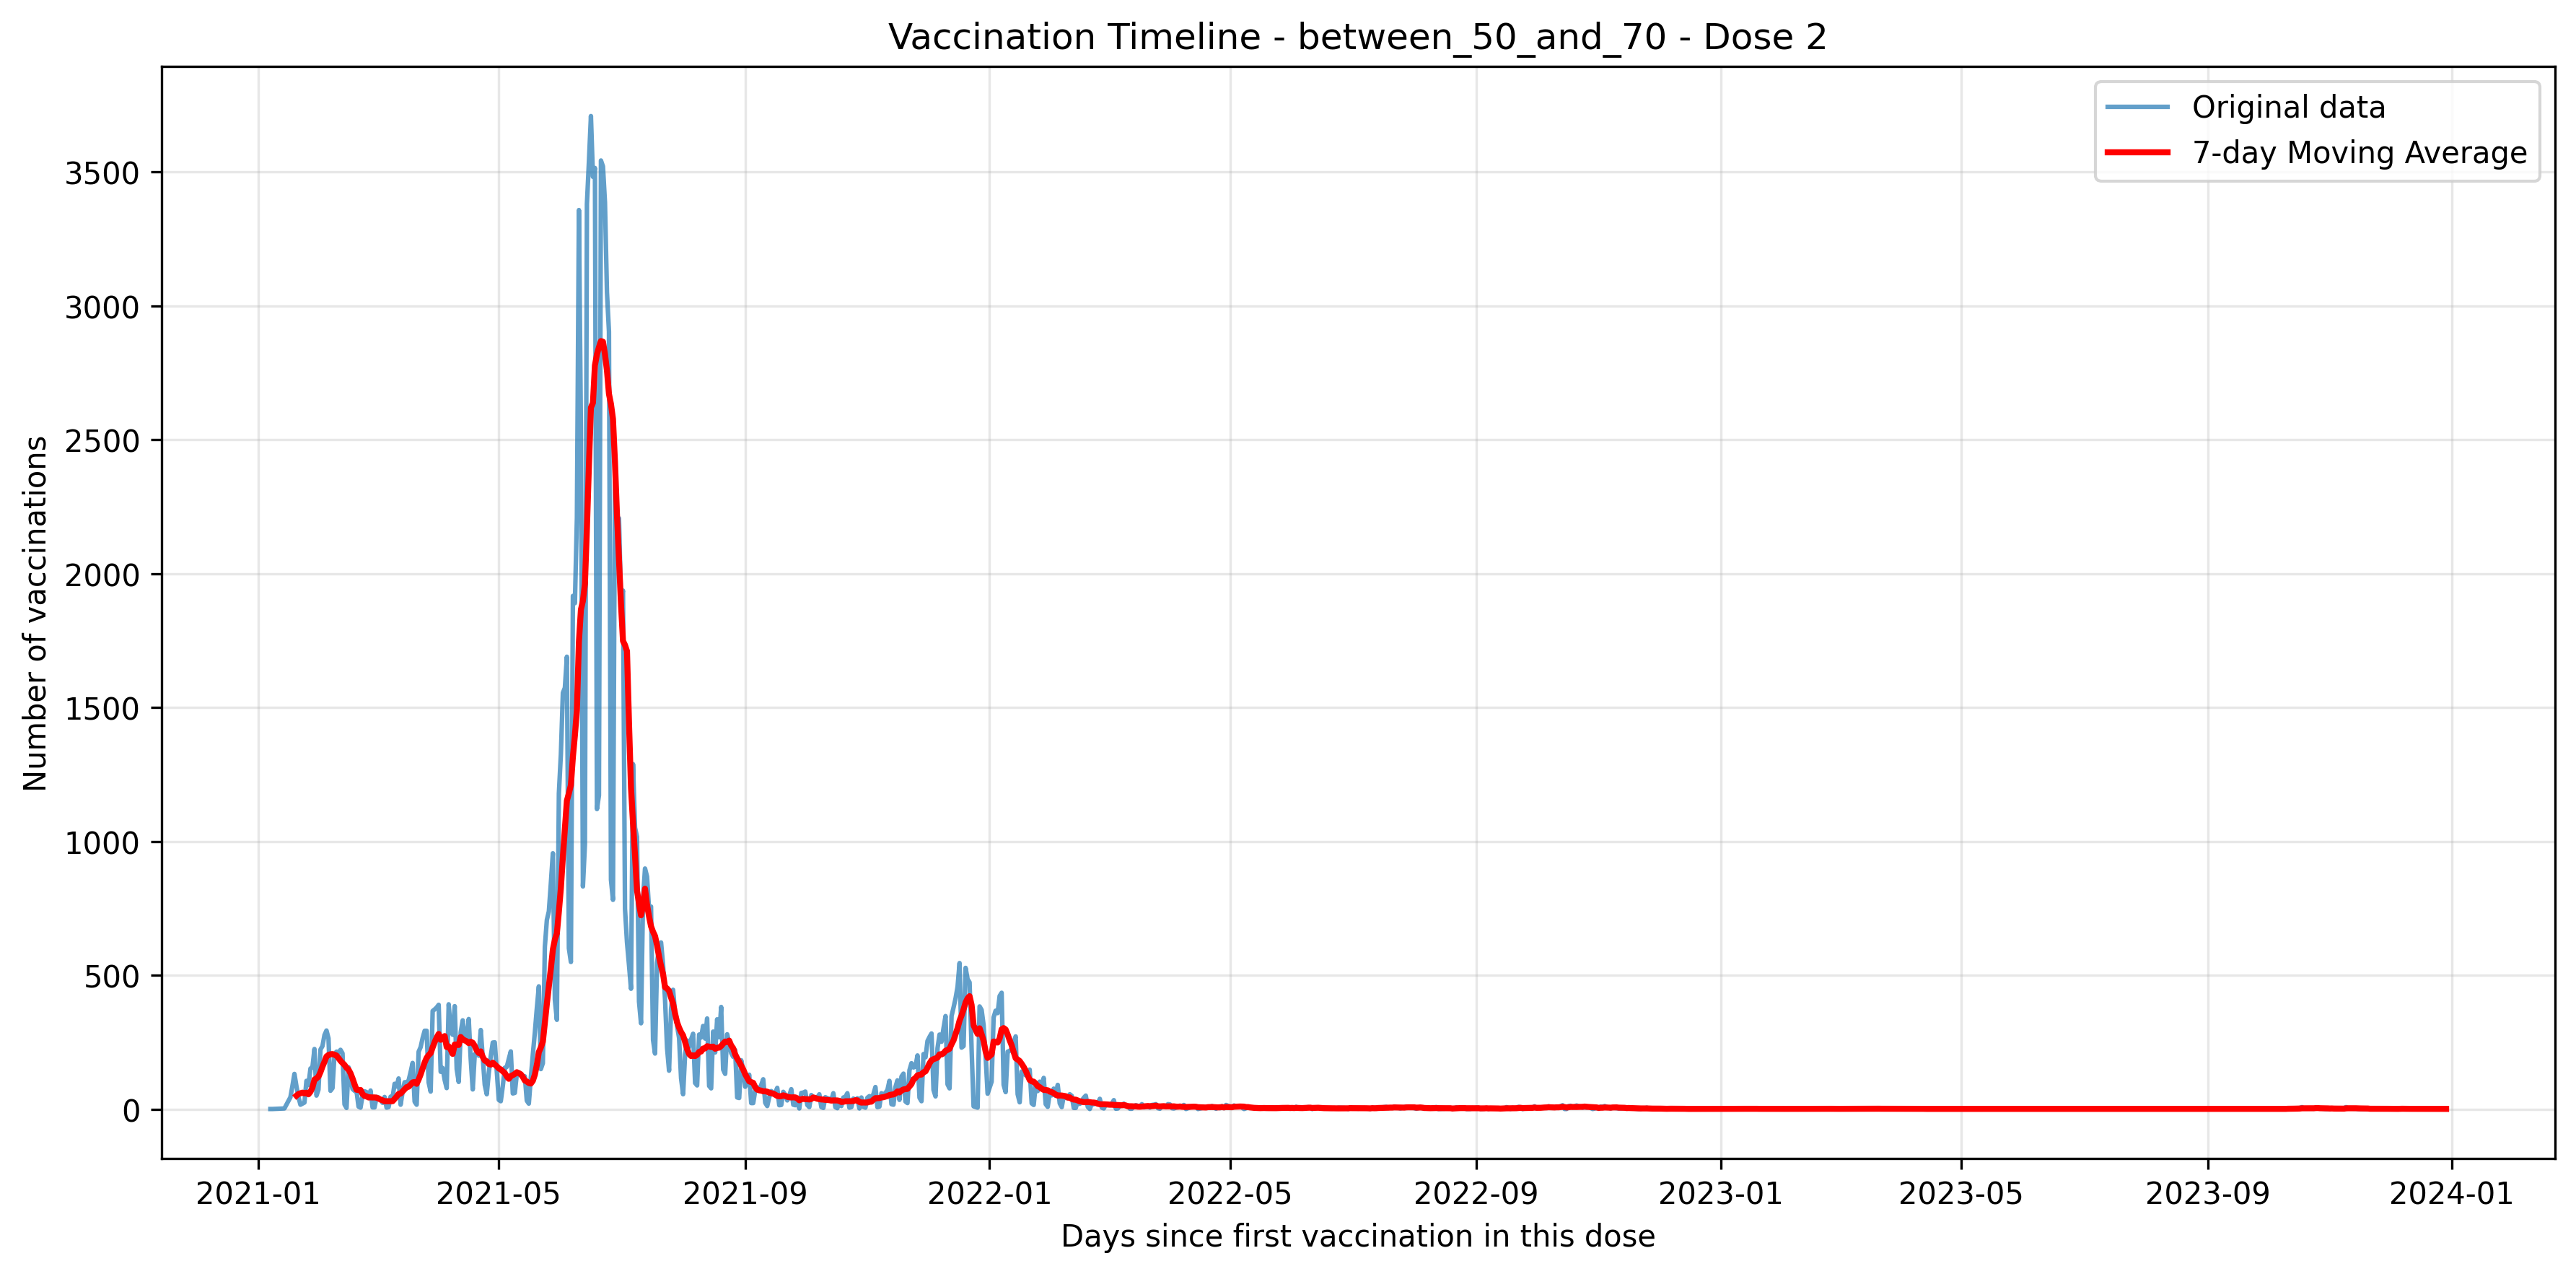 Vaccination Timeline - between_50_and_70 - Dose 2
Original data
7-day Moving Average
Number of vaccinations
3500
3000
2500
2000
1500
1000
500
0
2021-01 2021-05 2021-09 2022-01 2022-05 2022-09 2023-01 2023-05 2023-09 2024-01
Days since first vaccination in this dose